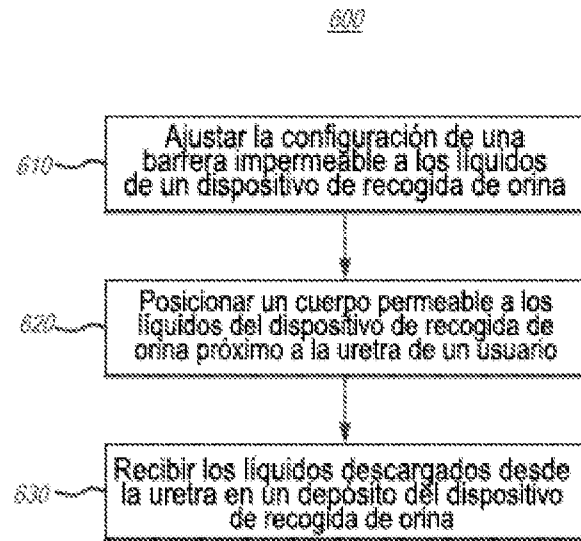 600
610
Ajustar la configuración de una
barrera impermeable a los líquidos
de un dispositivo de recogida de orina
620
Posicionar un cuerpo permeable a los
líquidos del dispositivo de recogida de
orina próximo a la uretra de un usuario
630
Recibir los líquidos descargados desde
la uretra en un depósito del dispositivo
de recogida de orina